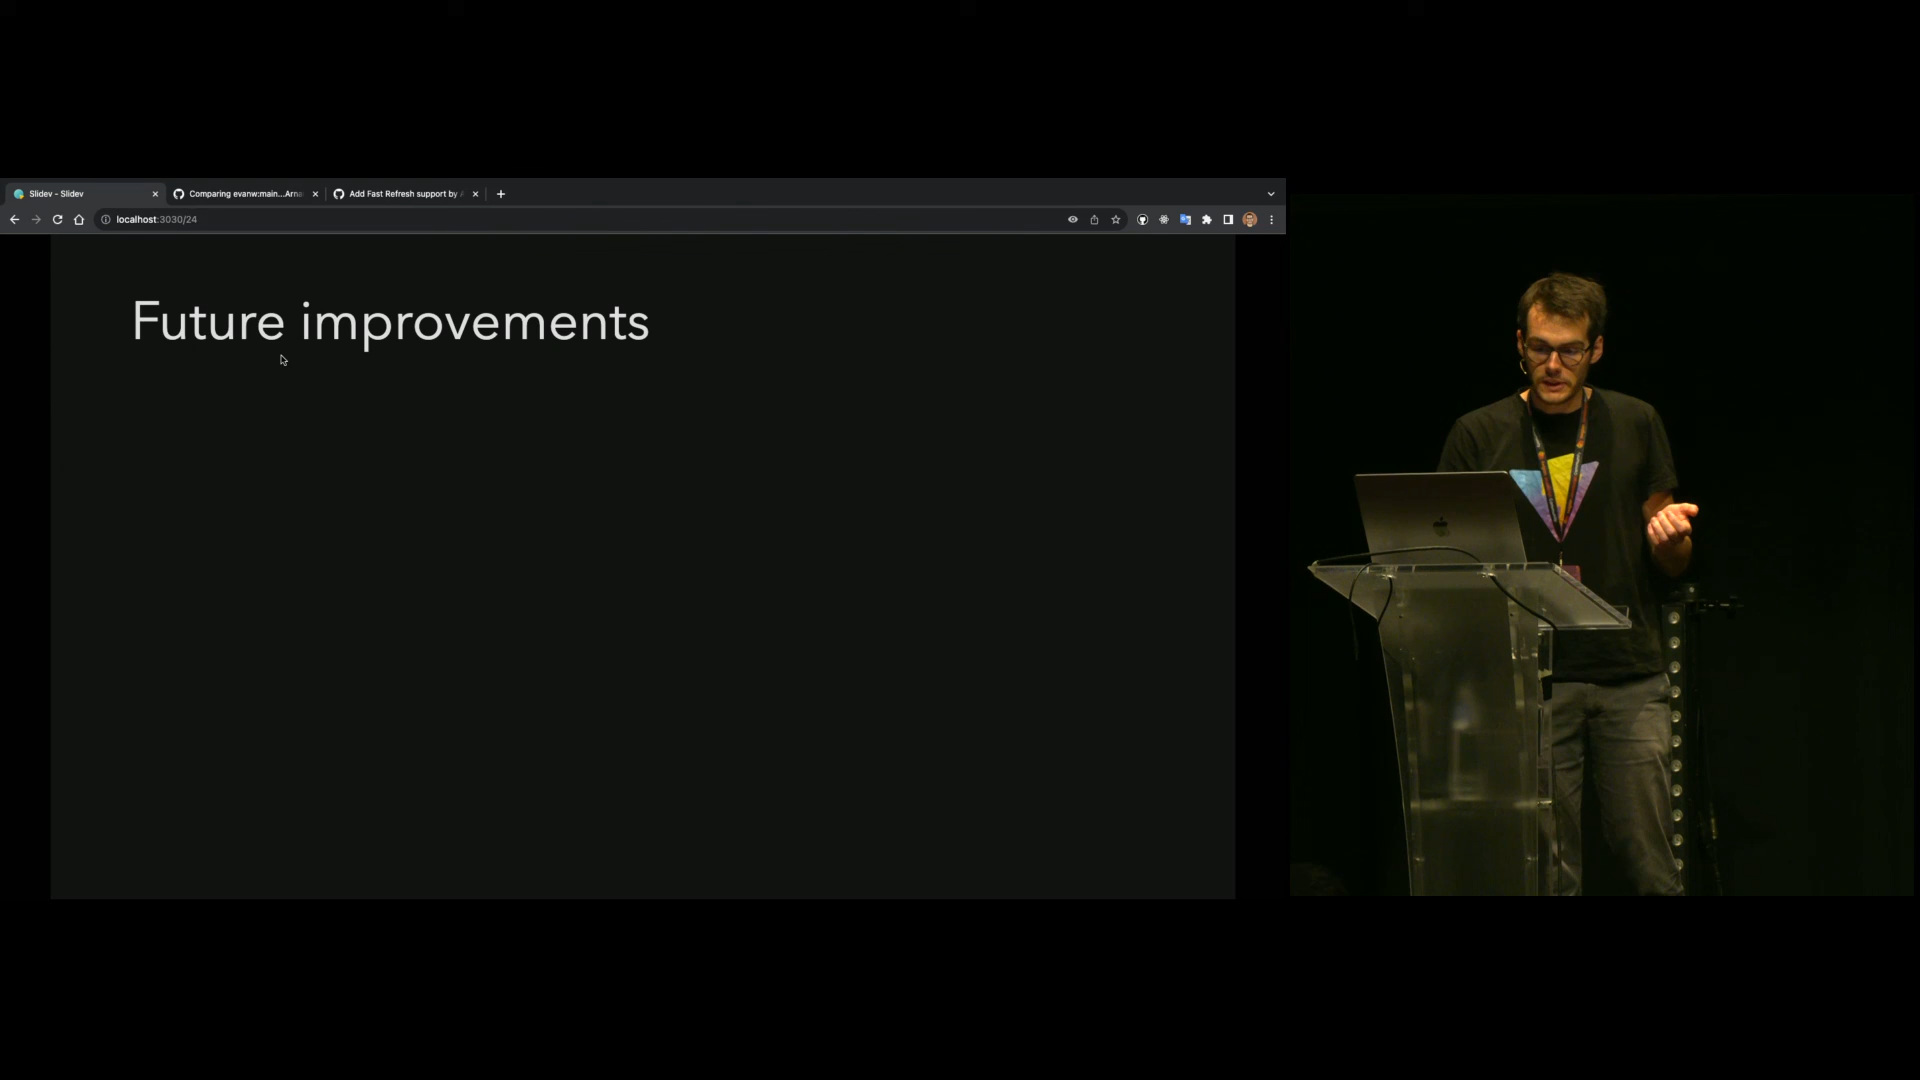 Slidev - Slidev
Comparing evanw:main...Arna
Add Fast Refresh support by A
localhost:3030/24
Future improvements